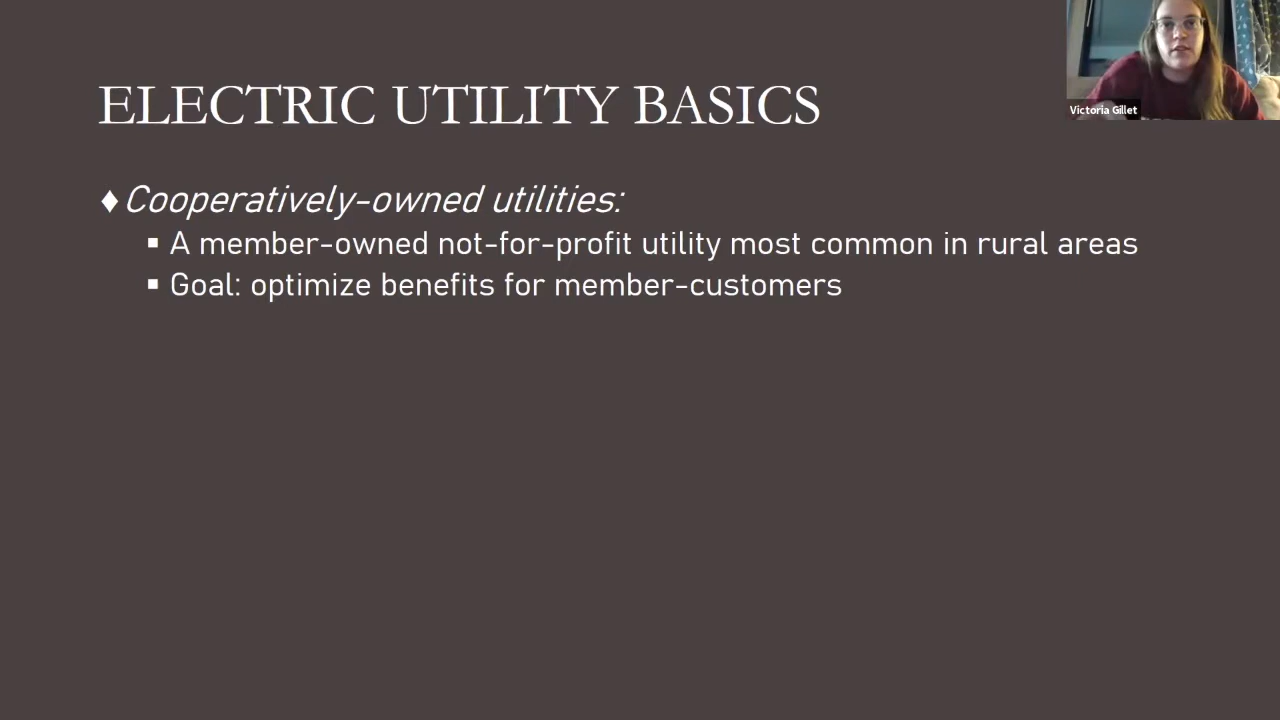 ELECTRIC UTILITY BASICS
Victoria Gillet
♦Cooperatively-owned utilities:
▪ A member-owned not-for-profit utility most common in rural areas
▪ Goal: optimize benefits for member-customers